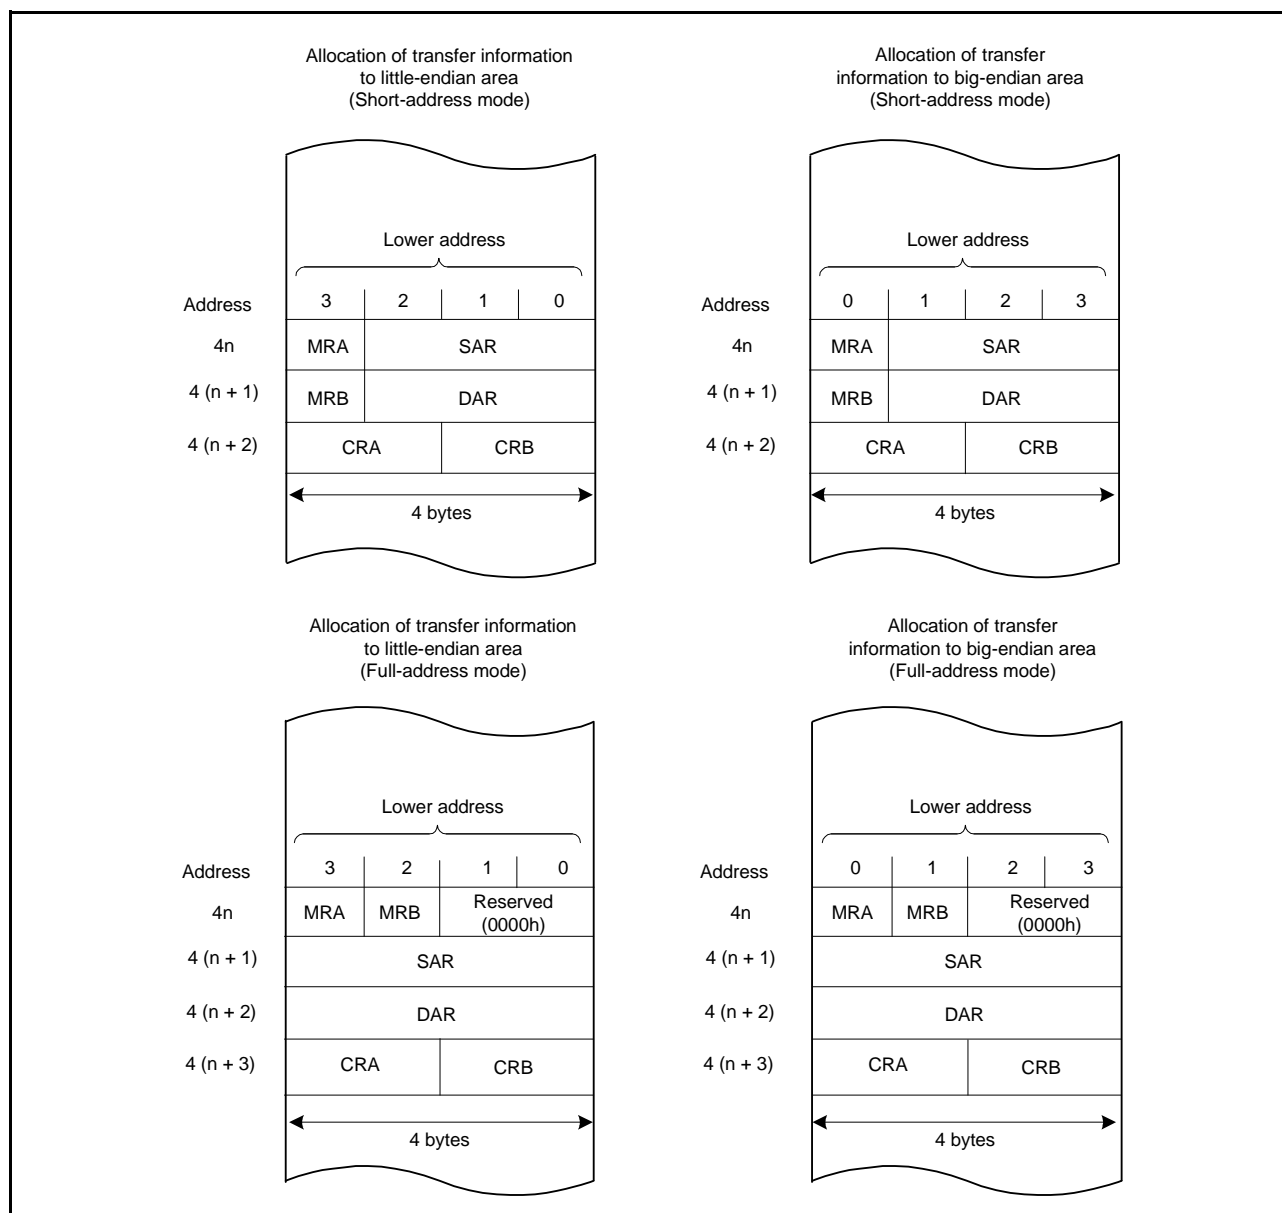 Allocation of transfer information
to little-endian area
(Short-address mode)
Lower address
Address 3 2 1 0
4n MRA SAR
4 (n + 1) MRB DAR
4 (n + 2) CRA CRB
4 bytes
Allocation of transfer
information to big-endian area
(Short-address mode)
Lower address
Address 0 1 2 3
4n MRA SAR
4 (n + 1) MRB DAR
4 (n + 2) CRA CRB
4 bytes
Allocation of transfer information
to little-endian area
(Full-address mode)
Lower address
Address 3 2 1 0
4n MRA MRB Reserved
(0000h)
4 (n + 1) SAR
4 (n + 2) DAR
4 (n + 3) CRA CRB
4 bytes
Allocation of transfer
information to big-endian area
(Full-address mode)
Lower address
Address 0 1 2 3
4n MRA MRB Reserved
(0000h)
4 (n + 1) SAR
4 (n + 2) DAR
4 (n + 3) CRA CRB
4 bytes